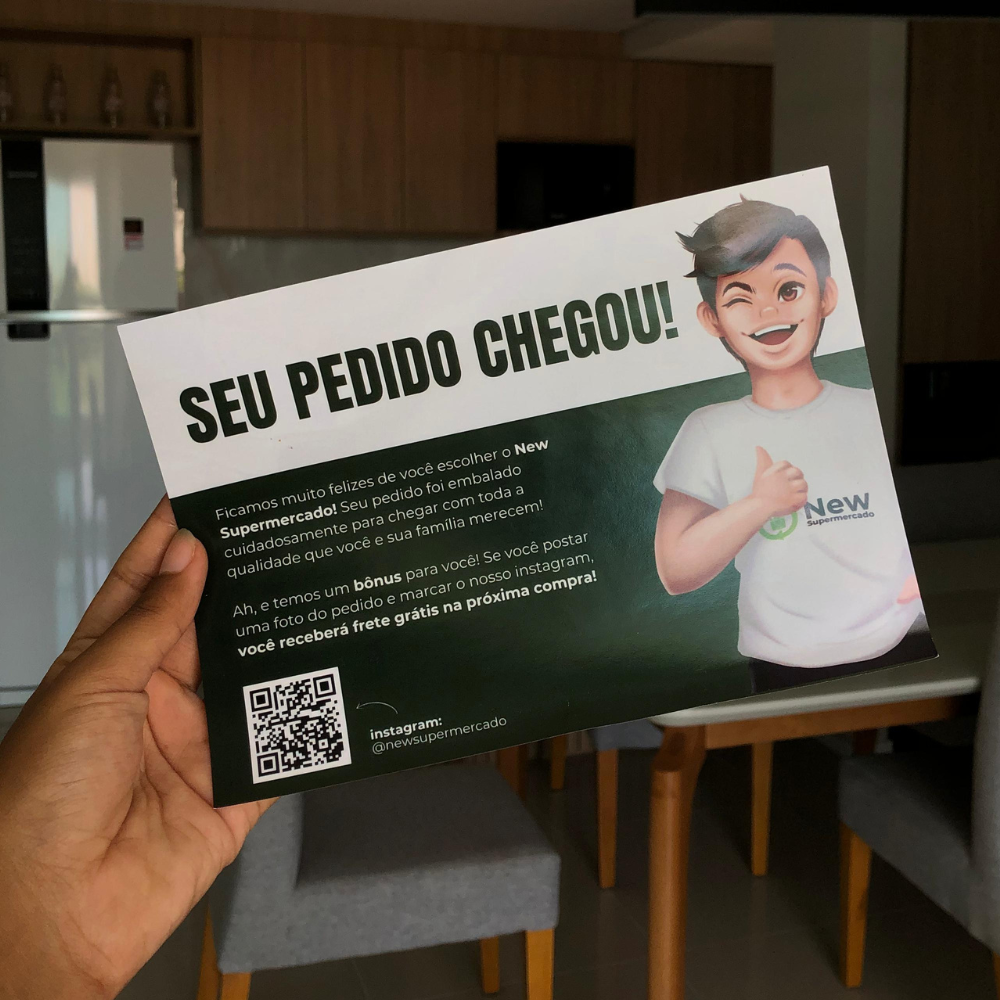 SEU PEDIDO CHEGOU!
Ficamos muito felizes de você escolher o New
Supermercado! Seu pedido foi embalado
cuidadosamente para chegar com toda a
qualidade que você e sua família merecem!
Ah, e temos um bônus para você! Se você postar
uma foto do pedido e marcar o nosso instagram,
você receberá frete grátis na próxima compra!
instagram:
@newsupermercado
New
Supermercado